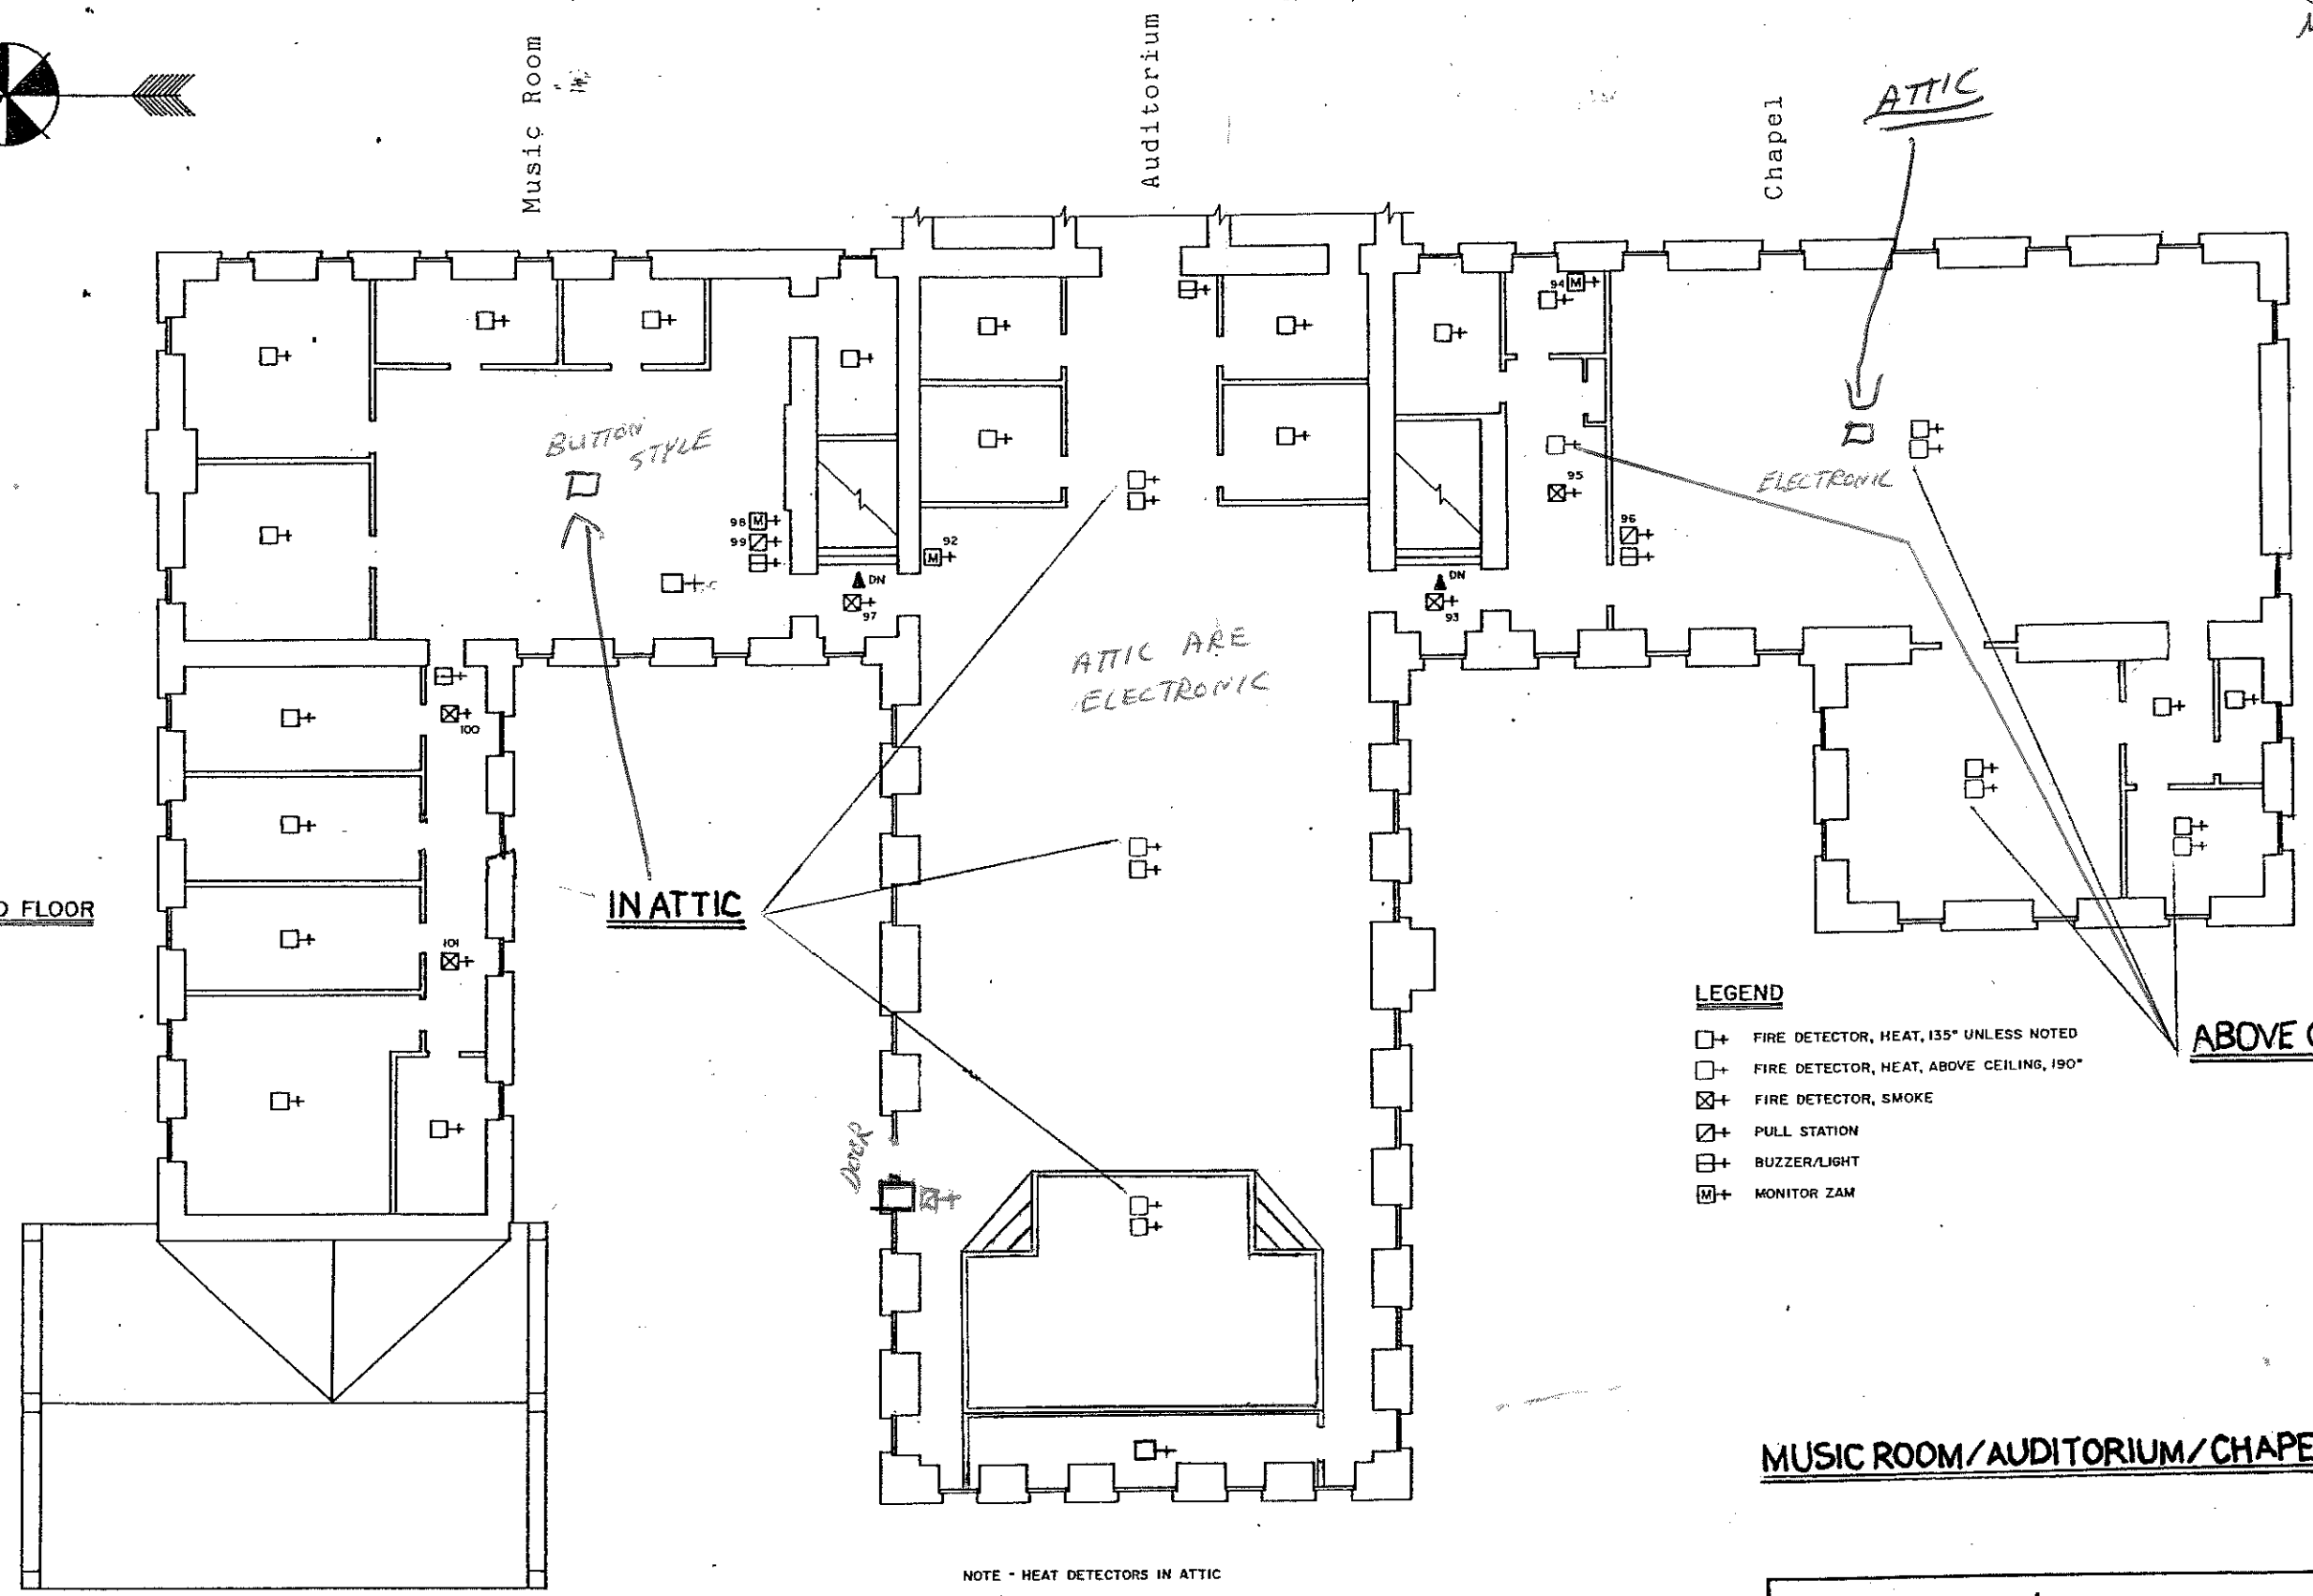 Music Room
Auditorium
Chapel
ATTIC
94 M
BUTTON
STYLE
ELECTRONIC
95
98 M
99
92
M
96
DN
97
DN
93
ATTIC ARE
ELECTRONIC
100
IN ATTIC
FLOOR
101
LEGEND
FIRE DETECTOR, HEAT, 135° UNLESS NOTED
FIRE DETECTOR, HEAT, ABOVE CEILING, 190°
FIRE DETECTOR, SMOKE
PULL STATION
BUZZER/LIGHT
M MONITOR ZAM
ABOVE
DOOR
MUSIC ROOM/AUDITORIUM/CHAPE
NOTE - HEAT DETECTORS IN ATTIC